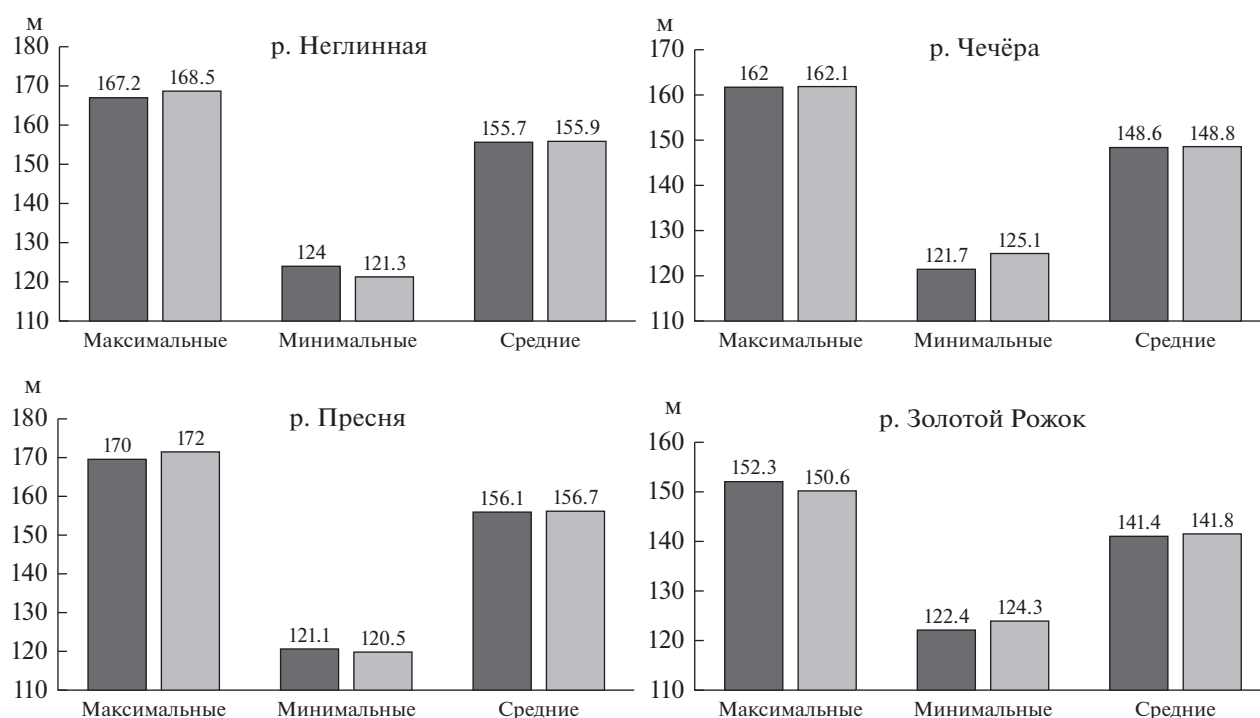 м
р. Неглинная
180
170
160
150
140
130
120
110
167.2
168.5
124
121.3
155.7
155.9
Максимальные
Минимальные
Средние
м
р. Чечёра
170
160
150
140
130
120
110
162
162.1
121.7
125.1
148.6
148.8
Максимальные
Минимальные
Средние
м
р. Пресня
180
170
160
150
140
130
120
110
170
172
121.1
120.5
156.1
156.7
Максимальные
Минимальные
Средние
м
р. Золотой Рожок
160
150
140
130
120
110
152.3
150.6
122.4
124.3
141.4
141.8
Максимальные
Минимальные
Средние